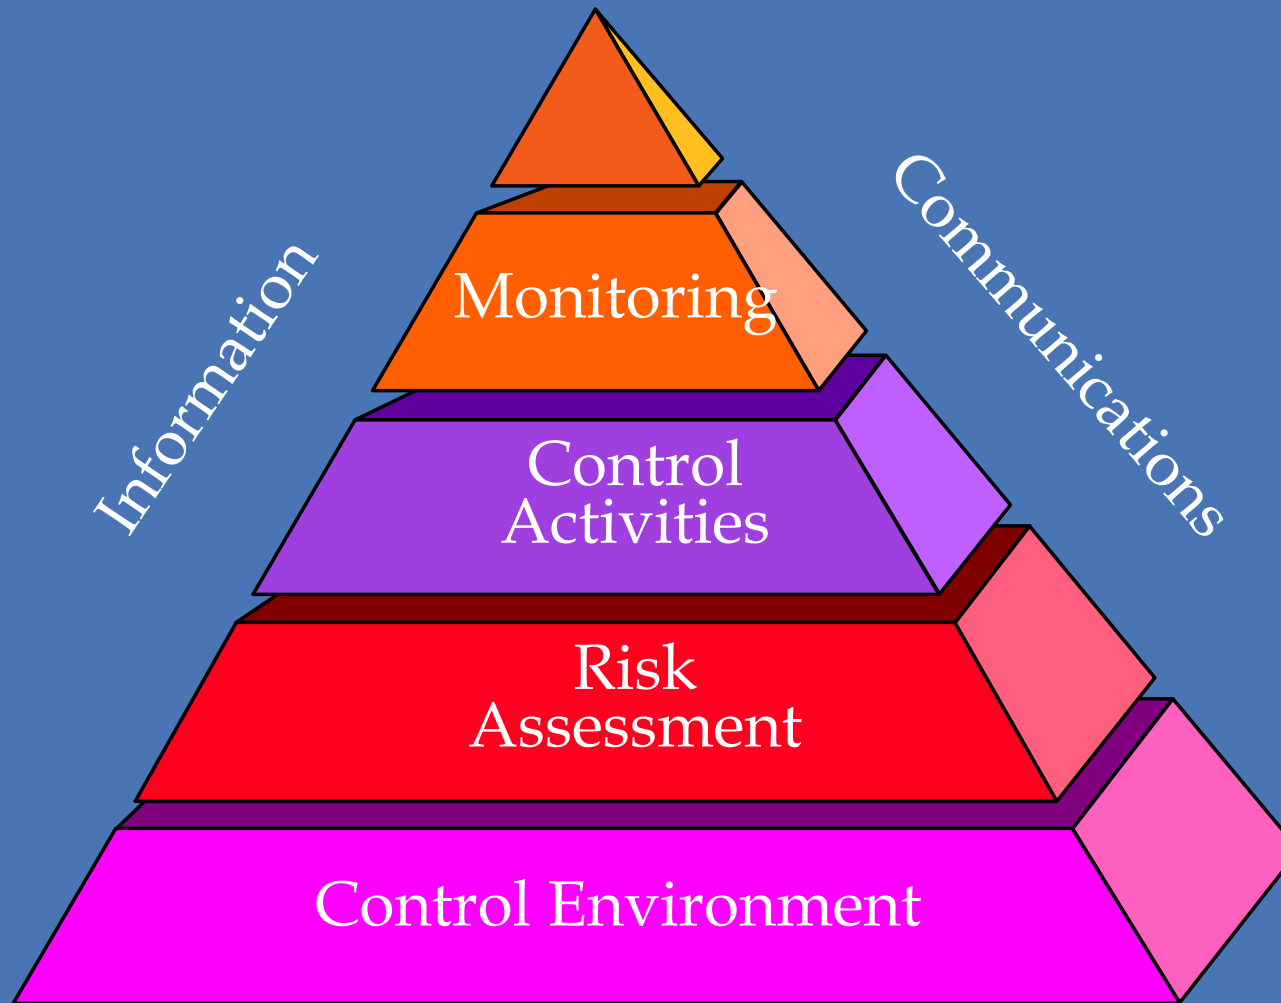 Information
Communications
Monitoring
Control
Activities
Risk
Assessment
Control Environment